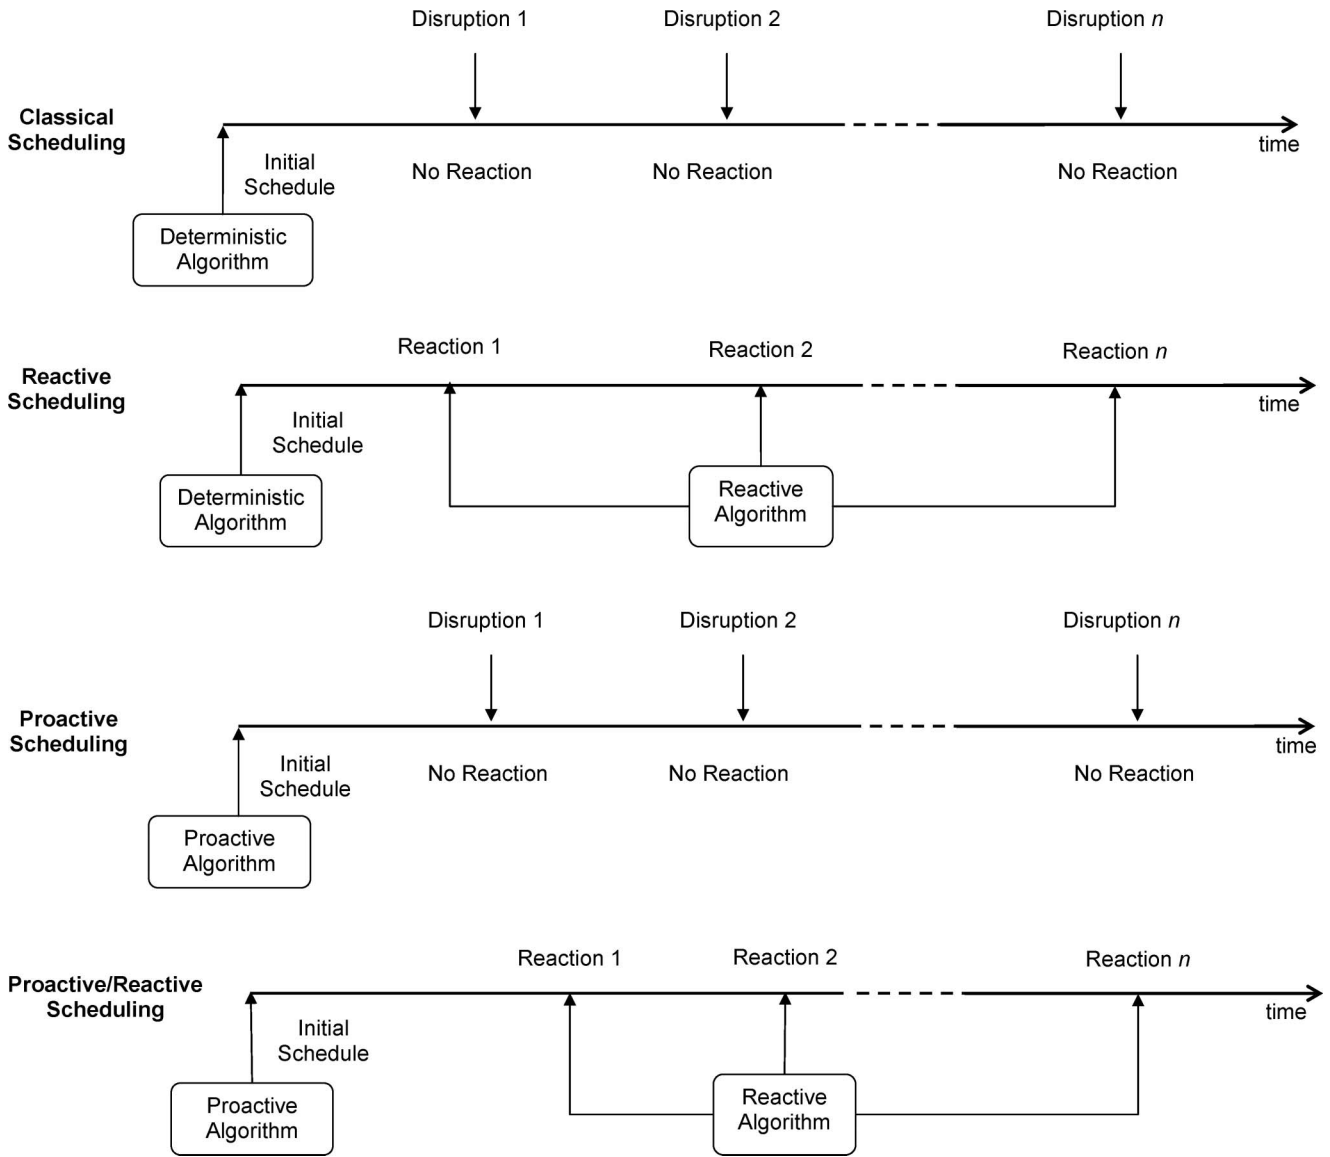 Disruption 1
Disruption 2
Disruption n
Classical
Scheduling
time
Initial
Schedule
No Reaction
No Reaction
No Reaction
Deterministic
Algorithm
Reaction 1
Reaction 2
Reaction n
Reactive
Scheduling
time
Initial
Schedule
Deterministic
Algorithm
Reactive
Algorithm
Disruption 1
Disruption 2
Disruption n
Proactive
Scheduling
time
Initial
Schedule
No Reaction
No Reaction
No Reaction
Proactive
Algorithm
Reaction 1
Reaction 2
Reaction n
Proactive/Reactive
Scheduling
time
Initial
Schedule
Proactive
Algorithm
Reactive
Algorithm